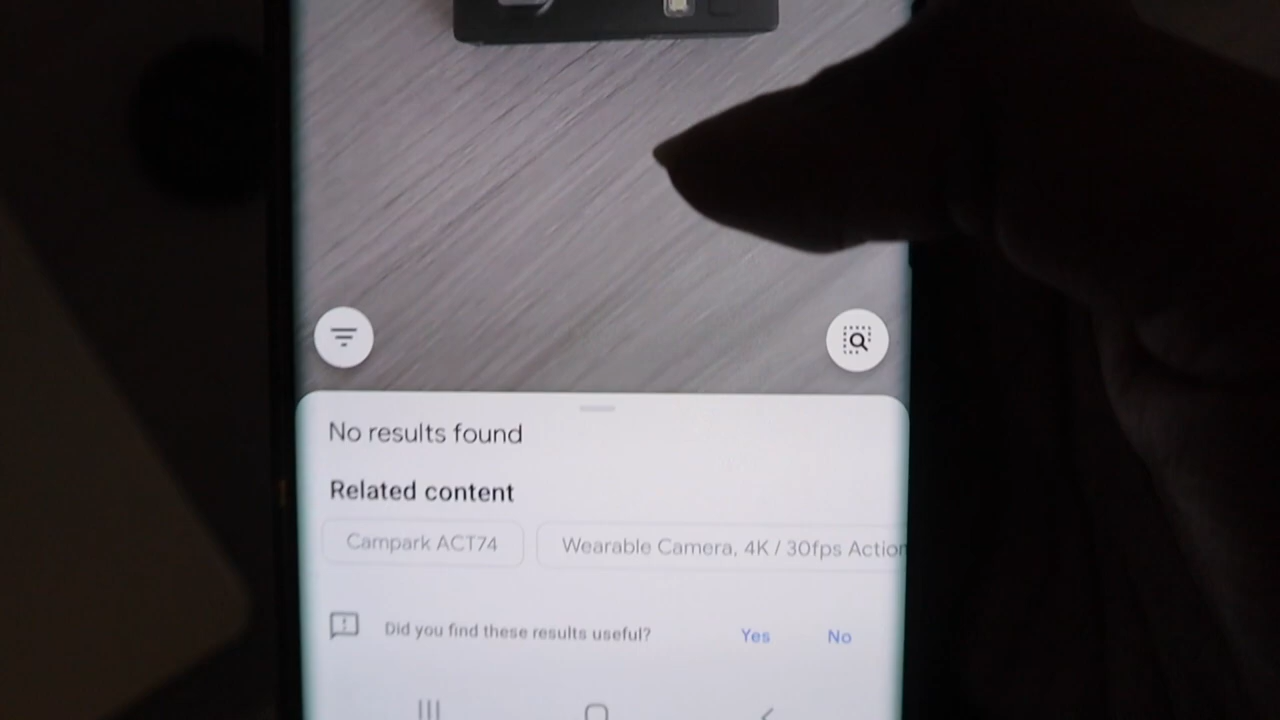 No results found
Related content
Campark ACT74
Wearable Camera, 4K / 30fps Action
Did you find these results useful?
Yes
No